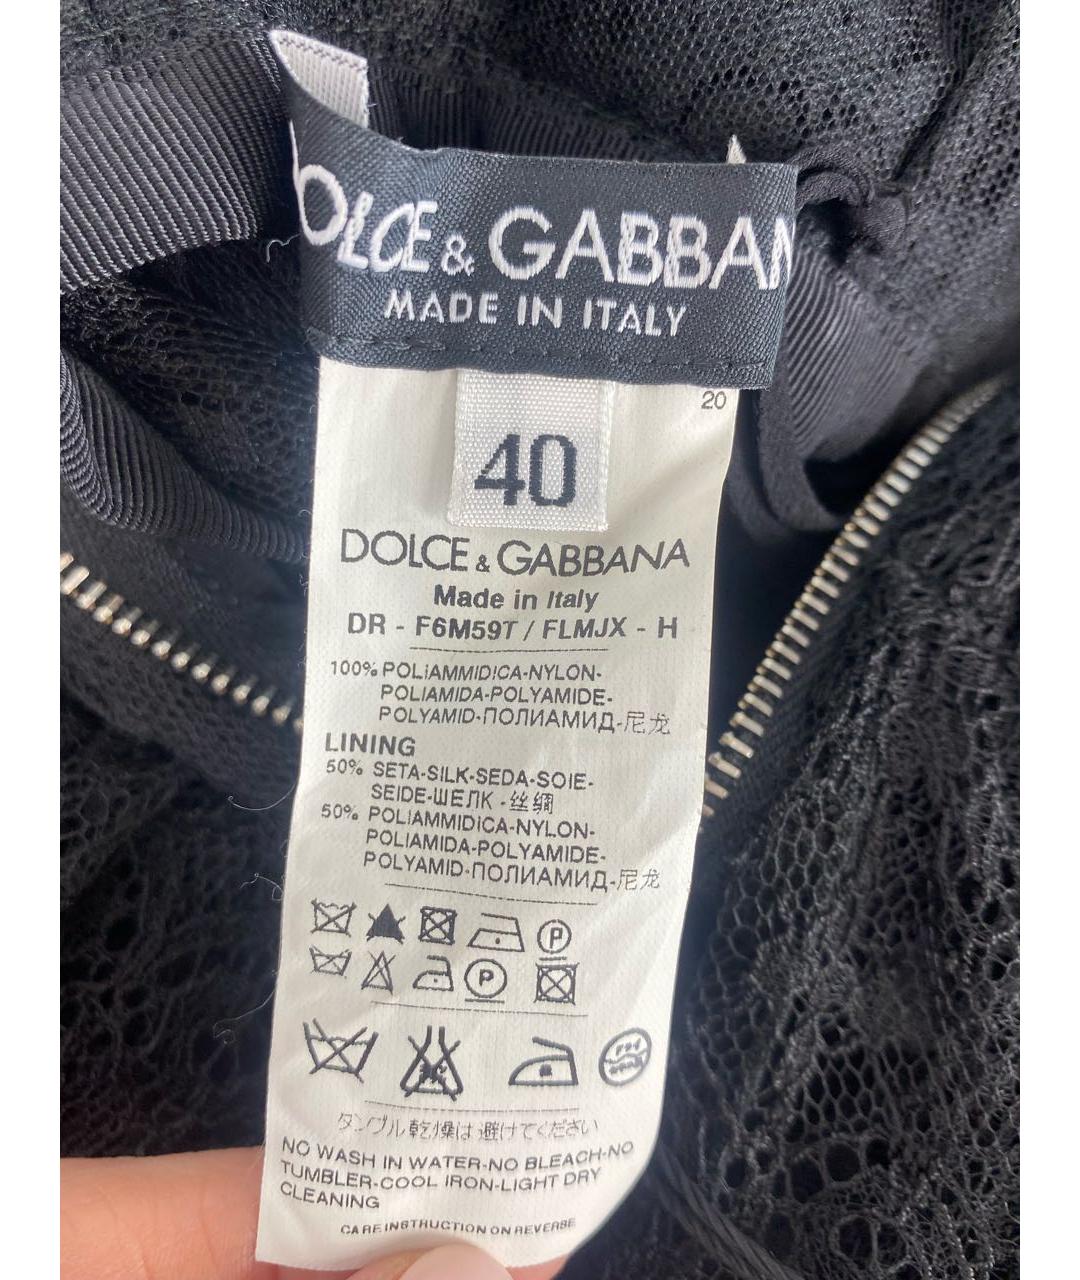 DOLCE & GABBAN
MADE IN ITALY
20
40
DOLCE & GABBANA
Made in Italy
DR - F6M59T / FLMJX - H
100% POLIAMMIDICA-NYLON-
POLIAMIDA-POLYAMIDE-
POLYAMID-ПОЛИАМИД-尼龙
LINING
50% SETA-SILK-SEDA-SOIE-
SEIDE-ШЕЛК-丝绸
50% POLIAMMIDICA-NYLON-
POLIAMIDA-POLYAMIDE-
POLYAMID-ПОЛИАМИД-尼龙
P
P
タンブル乾燥は避けてください
NO WASH IN WATER-NO BLEACH-NO
TUMBLER-COOL IRON-LIGHT DRY
CLEANING
CARE INSTRUCTION ON REVERSE